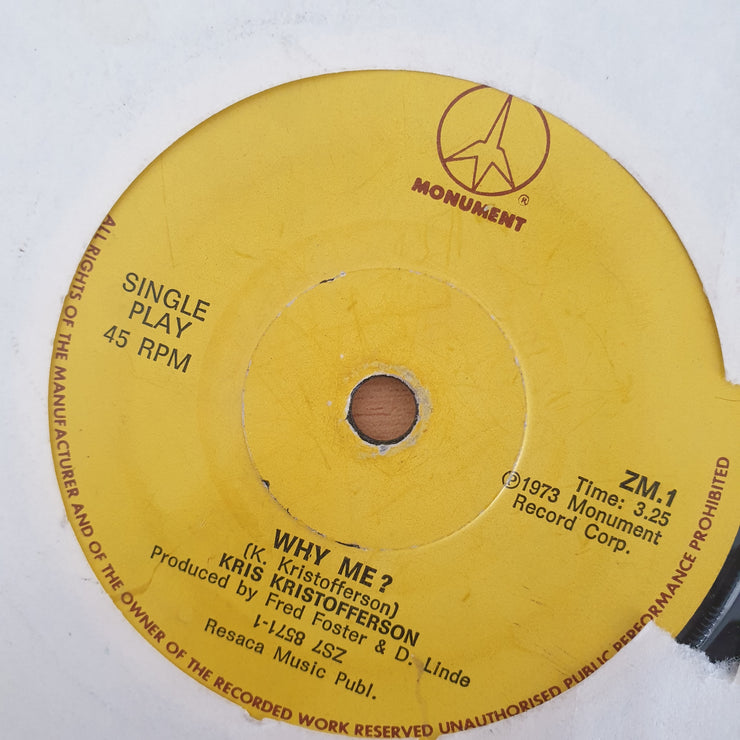 MONUMENT
®
SINGLE
PLAY
45 RPM
ZM.1
Time: 3.25
℗1973 Monument
Record Corp.
WHY ME?
(K. Kristofferson)
KRIS KRISTOFFERSON
Produced by Fred Foster & D. Linde
ZS7 8571-1
Resaca Music Publ.
ALL RIGHTS OF THE MANUFACTURER AND OF THE OWNER OF THE RECORDED WORK RESERVED UNAUTHORISED PUBLIC PERFORMANCE PROHIBITED